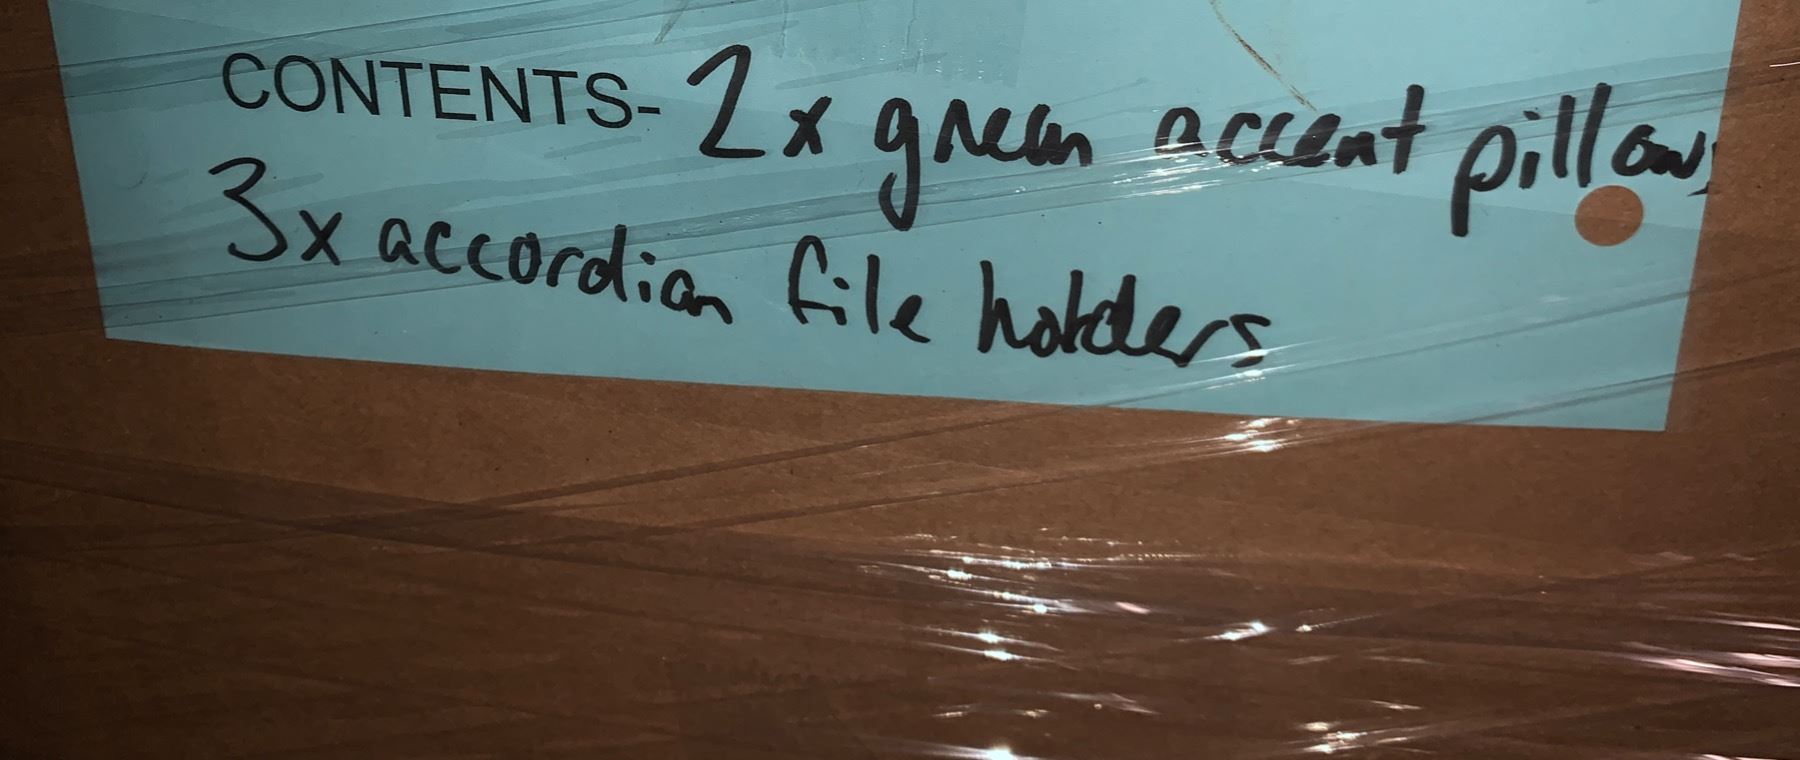 CONTENTS- 2x green accent pillows
3x accordian file holders